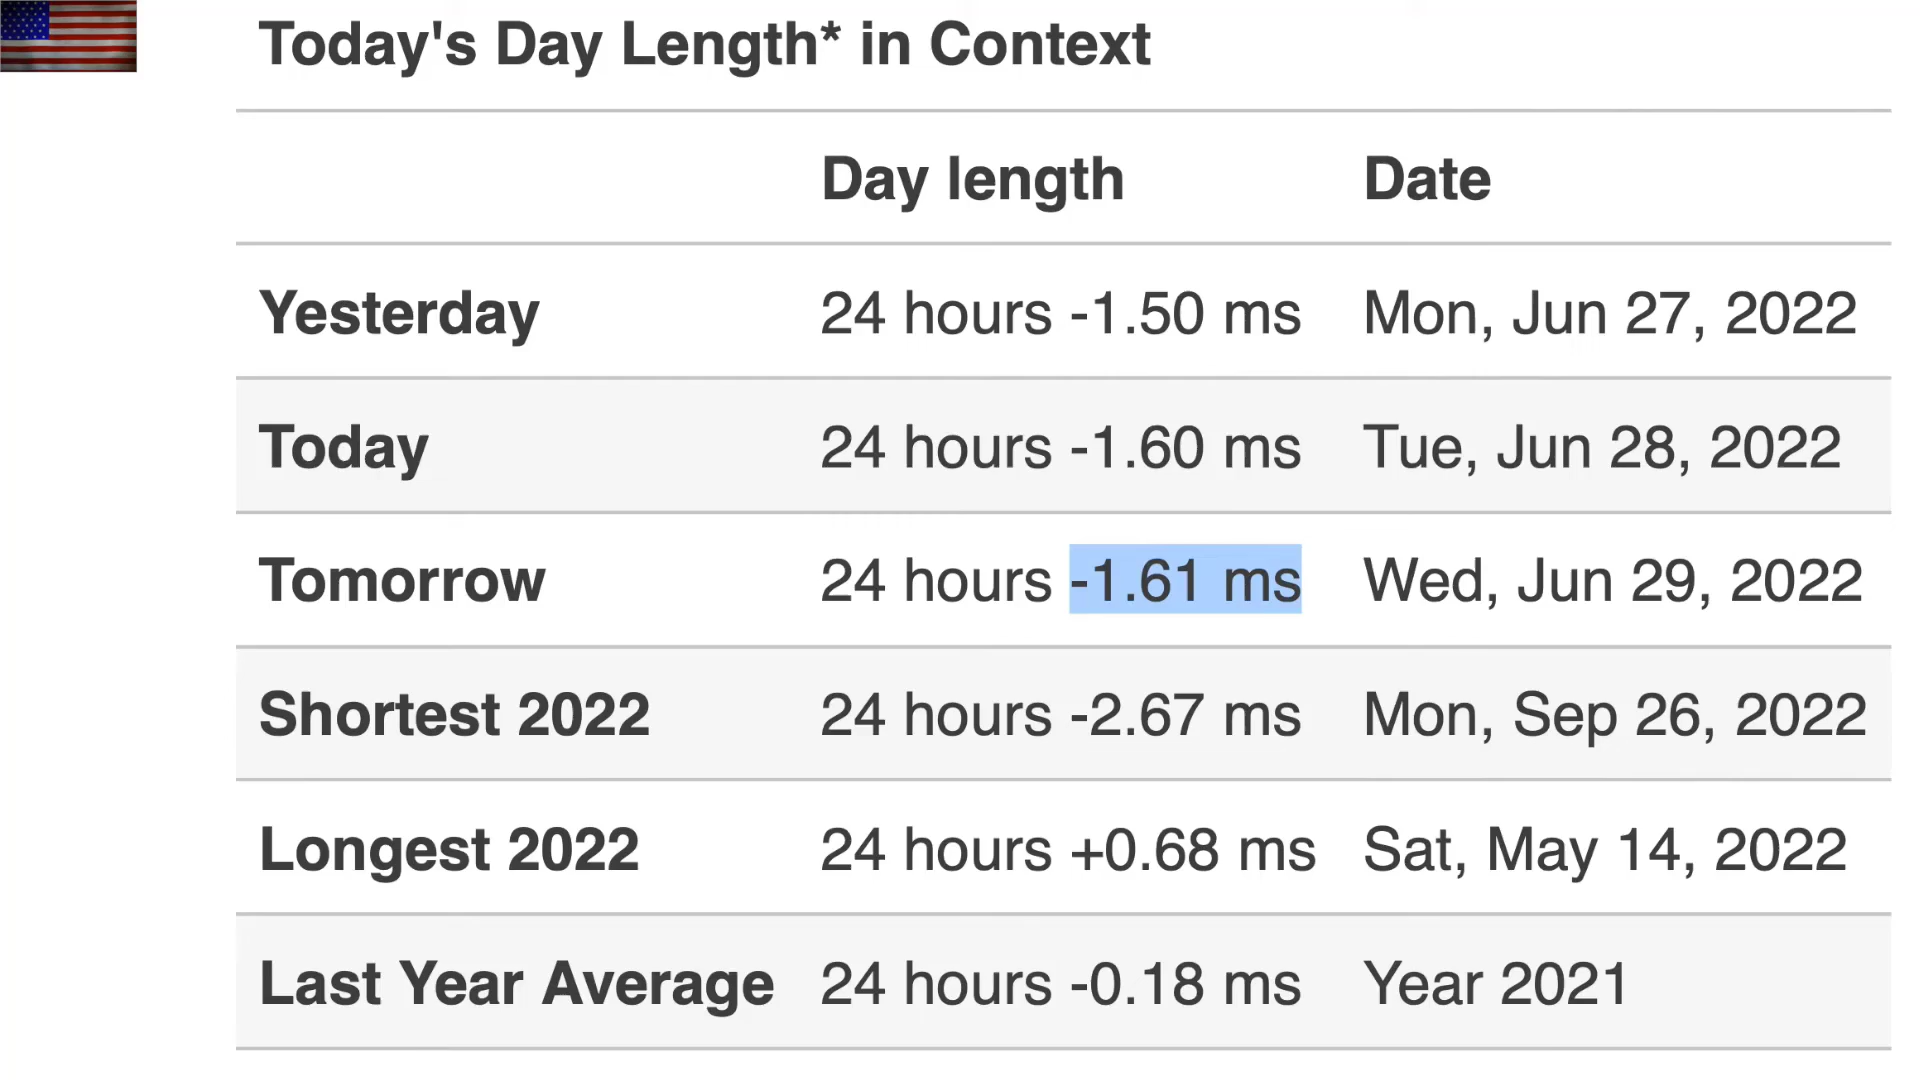 Today's Day Length* in Context
Day length Date
Yesterday 24 hours -1.50 ms Mon, Jun 27, 2022
Today 24 hours -1.60 ms Tue, Jun 28, 2022
Tomorrow 24 hours -1.61 ms Wed, Jun 29, 2022
Shortest 2022 24 hours -2.67 ms Mon, Sep 26, 2022
Longest 2022 24 hours +0.68 ms Sat, May 14, 2022
Last Year Average 24 hours -0.18 ms Year 2021